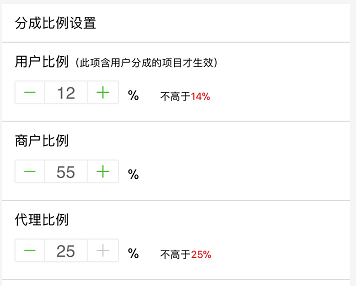 分成比例设置
用户比例（此项含用户分成的项目才生效）
− 12 + % 不高于14%
商户比例
− 55 + %
代理比例
− 25 + % 不高于25%